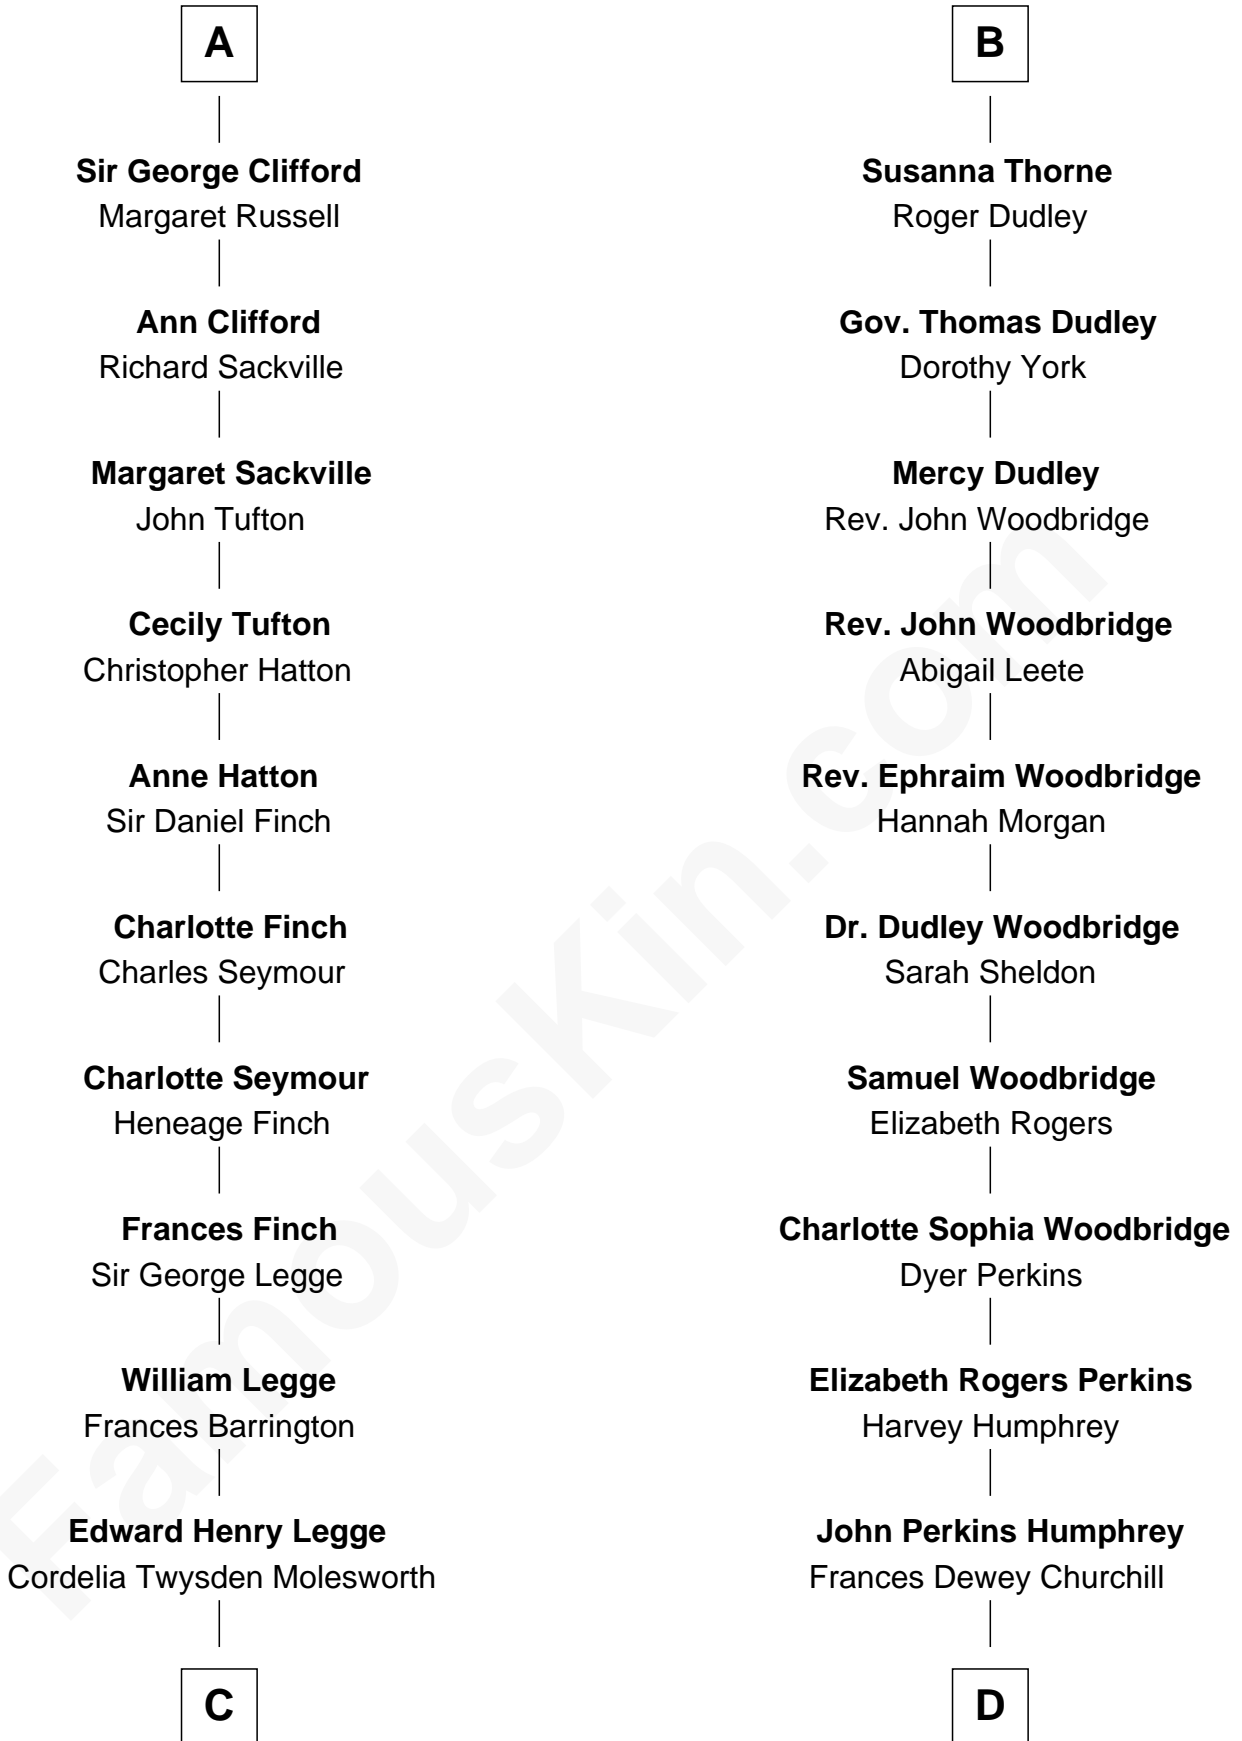 A
Sir George Clifford
Margaret Russell
Ann Clifford
Richard Sackville
Margaret Sackville
John Tufton
Cecily Tufton
Christopher Hatton
Anne Hatton
Sir Daniel Finch
Charlotte Finch
Charles Seymour
Charlotte Seymour
Heneage Finch
Frances Finch
Sir George Legge
William Legge
Frances Barrington
Edward Henry Legge
Cordelia Twysden Molesworth
C
B
Susanna Thorne
Roger Dudley
Gov. Thomas Dudley
Dorothy York
Mercy Dudley
Rev. John Woodbridge
Rev. John Woodbridge
Abigail Leete
Rev. Ephraim Woodbridge
Hannah Morgan
Dr. Dudley Woodbridge
Sarah Sheldon
Samuel Woodbridge
Elizabeth Rogers
Charlotte Sophia Woodbridge
Dyer Perkins
Elizabeth Rogers Perkins
Harvey Humphrey
John Perkins Humphrey
Frances Dewey Churchill
D
FamousKin.com